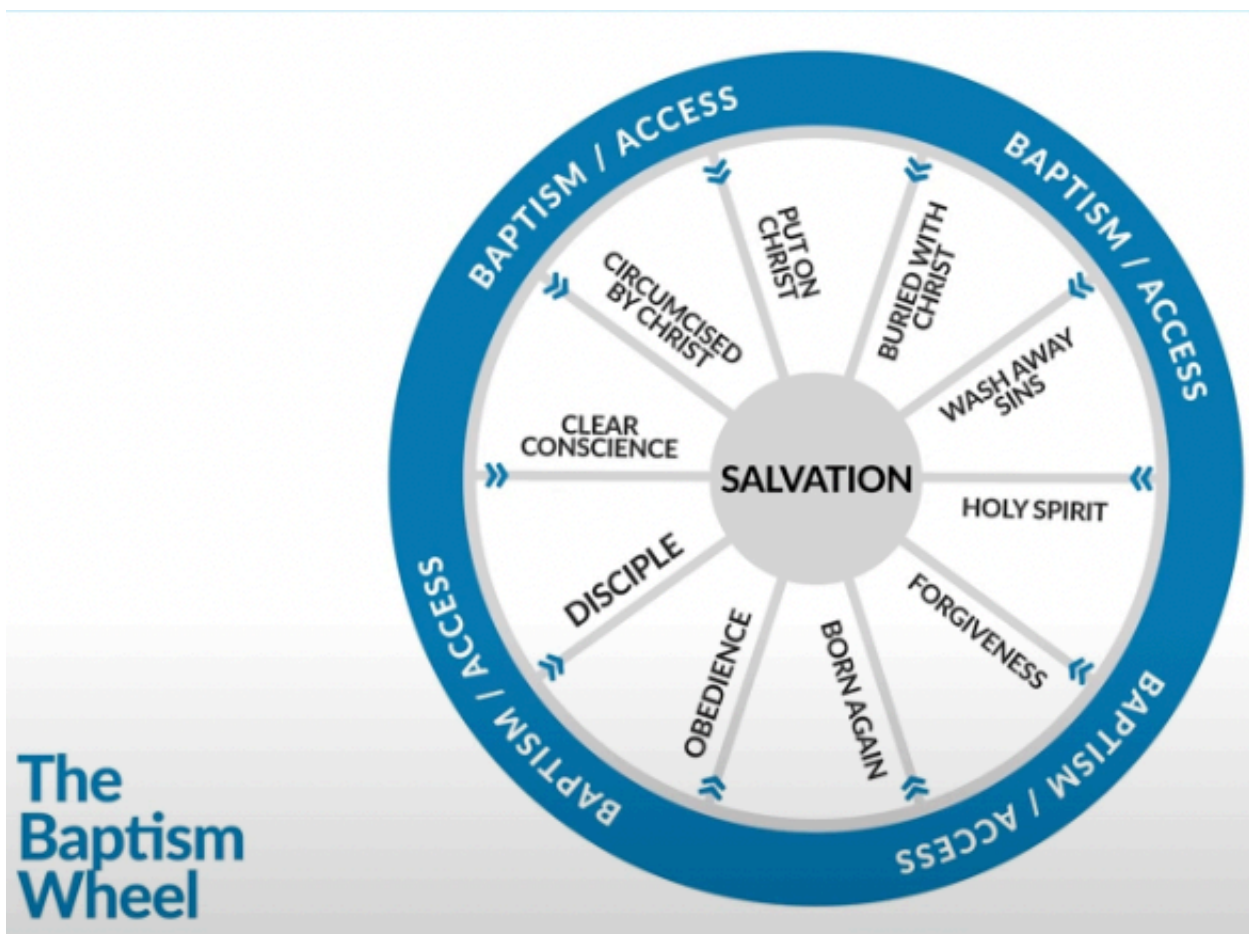 BAPTISM / ACCESS
BAPTISM / ACCESS
PUT ON
CHRIST
BURIED WITH
CHRIST
CIRCUMCISED
BY CHRIST
WASH AWAY
SINS
CLEAR
CONSCIENCE
SALVATION
HOLY SPIRIT
DISCIPLE
FORGIVENESS
OBEDIENCE
BORN AGAIN
BAPTISM / ACCESS
BAPTISM / ACCESS
The
Baptism
Wheel